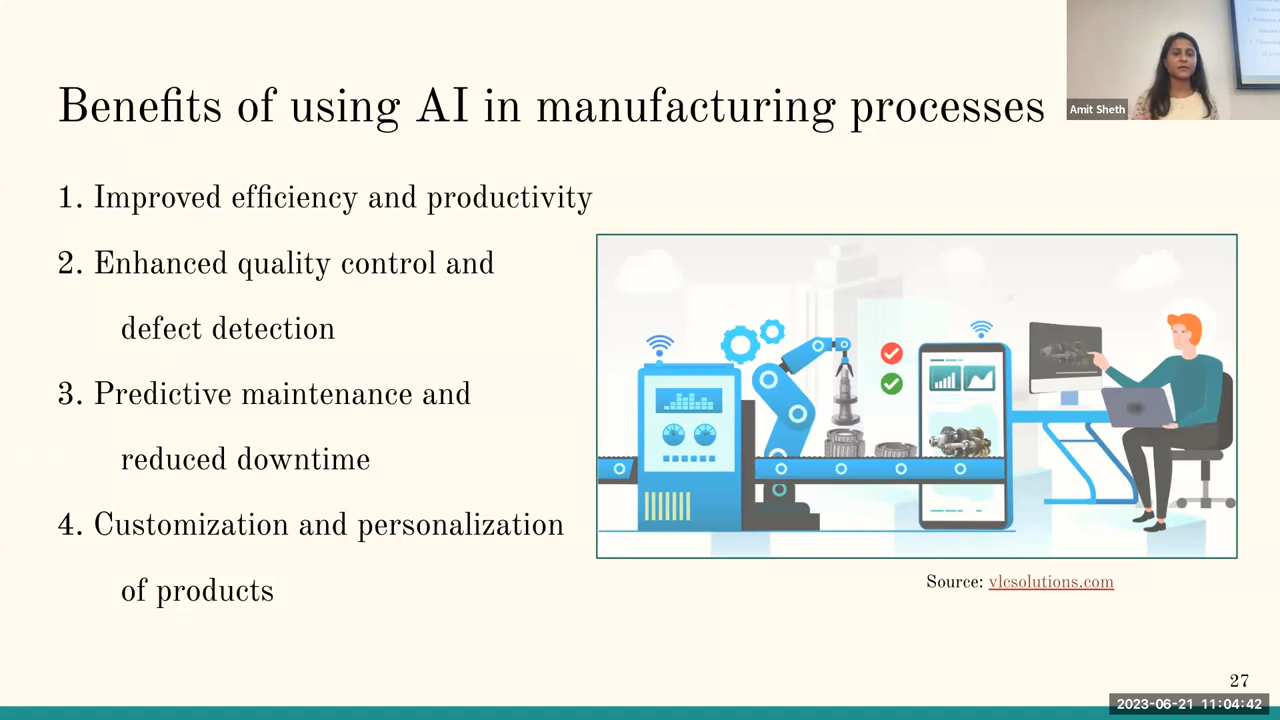 Benefits of using AI in manufacturing processes
Amit Sheth
1. Improved efficiency and productivity
2. Enhanced quality control and
defect detection
3. Predictive maintenance and
reduced downtime
4. Customization and personalization
of products
Source: vlcsolutions.com
27
2023-06-21 11:04:42